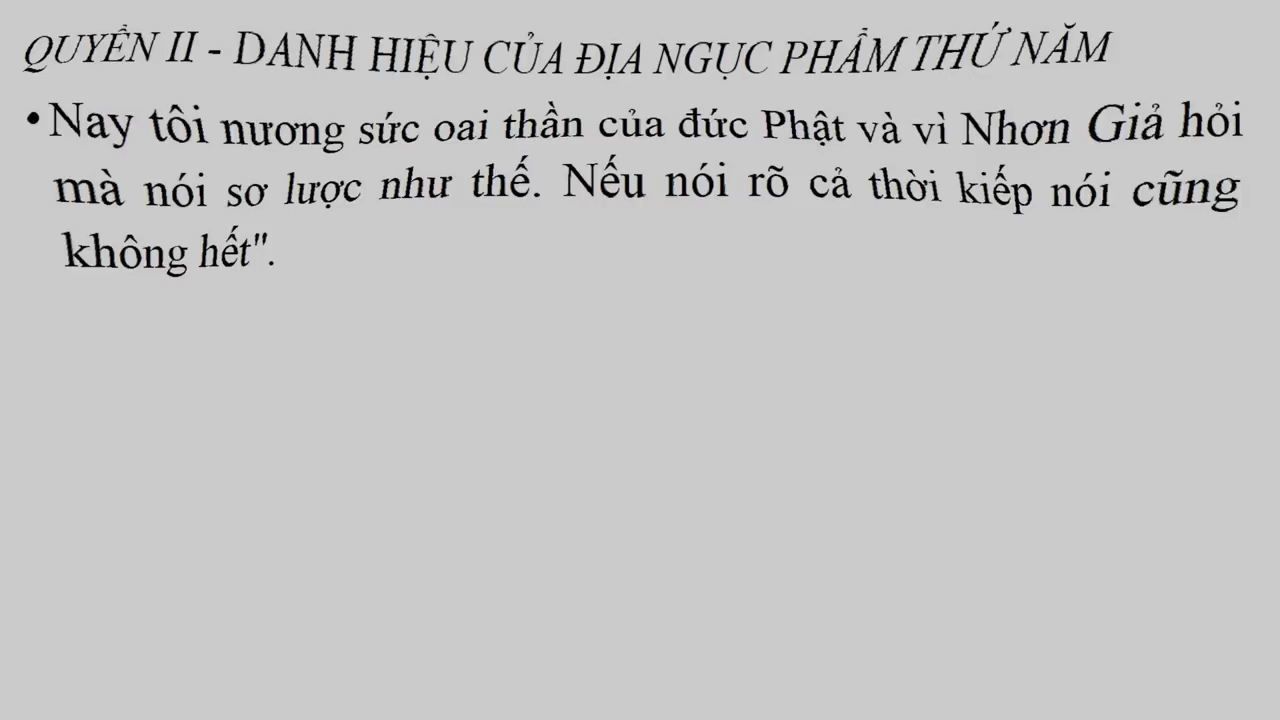 QUYỂN II - DANH HIỆU CỦA ĐỊA NGỤC PHẨM THỨ NĂM
•Nay tôi nương sức oai thần của đức Phật và vì Nhơn Giả hỏi
mà nói sơ lược như thế. Nếu nói rõ cả thời kiếp nói cũng
không hết".